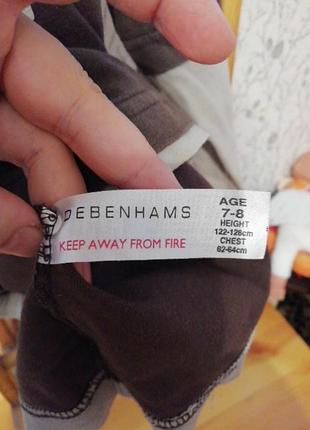 DEBENHAMS
KEEP AWAY FROM FIRE
AGE
7-8
HEIGHT
122-128cm
CHEST
62-64cm